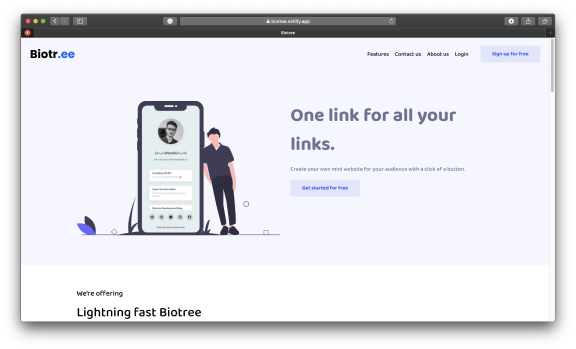 biotree.netlify.app
Biotree
Biotr.ee
Features
Contact us
About us
Login
Sign up for free
One link for all your
links.
Create your own mini website for your audience with a click of a button.
Get started for free
We're offering
Lightning fast Biotree